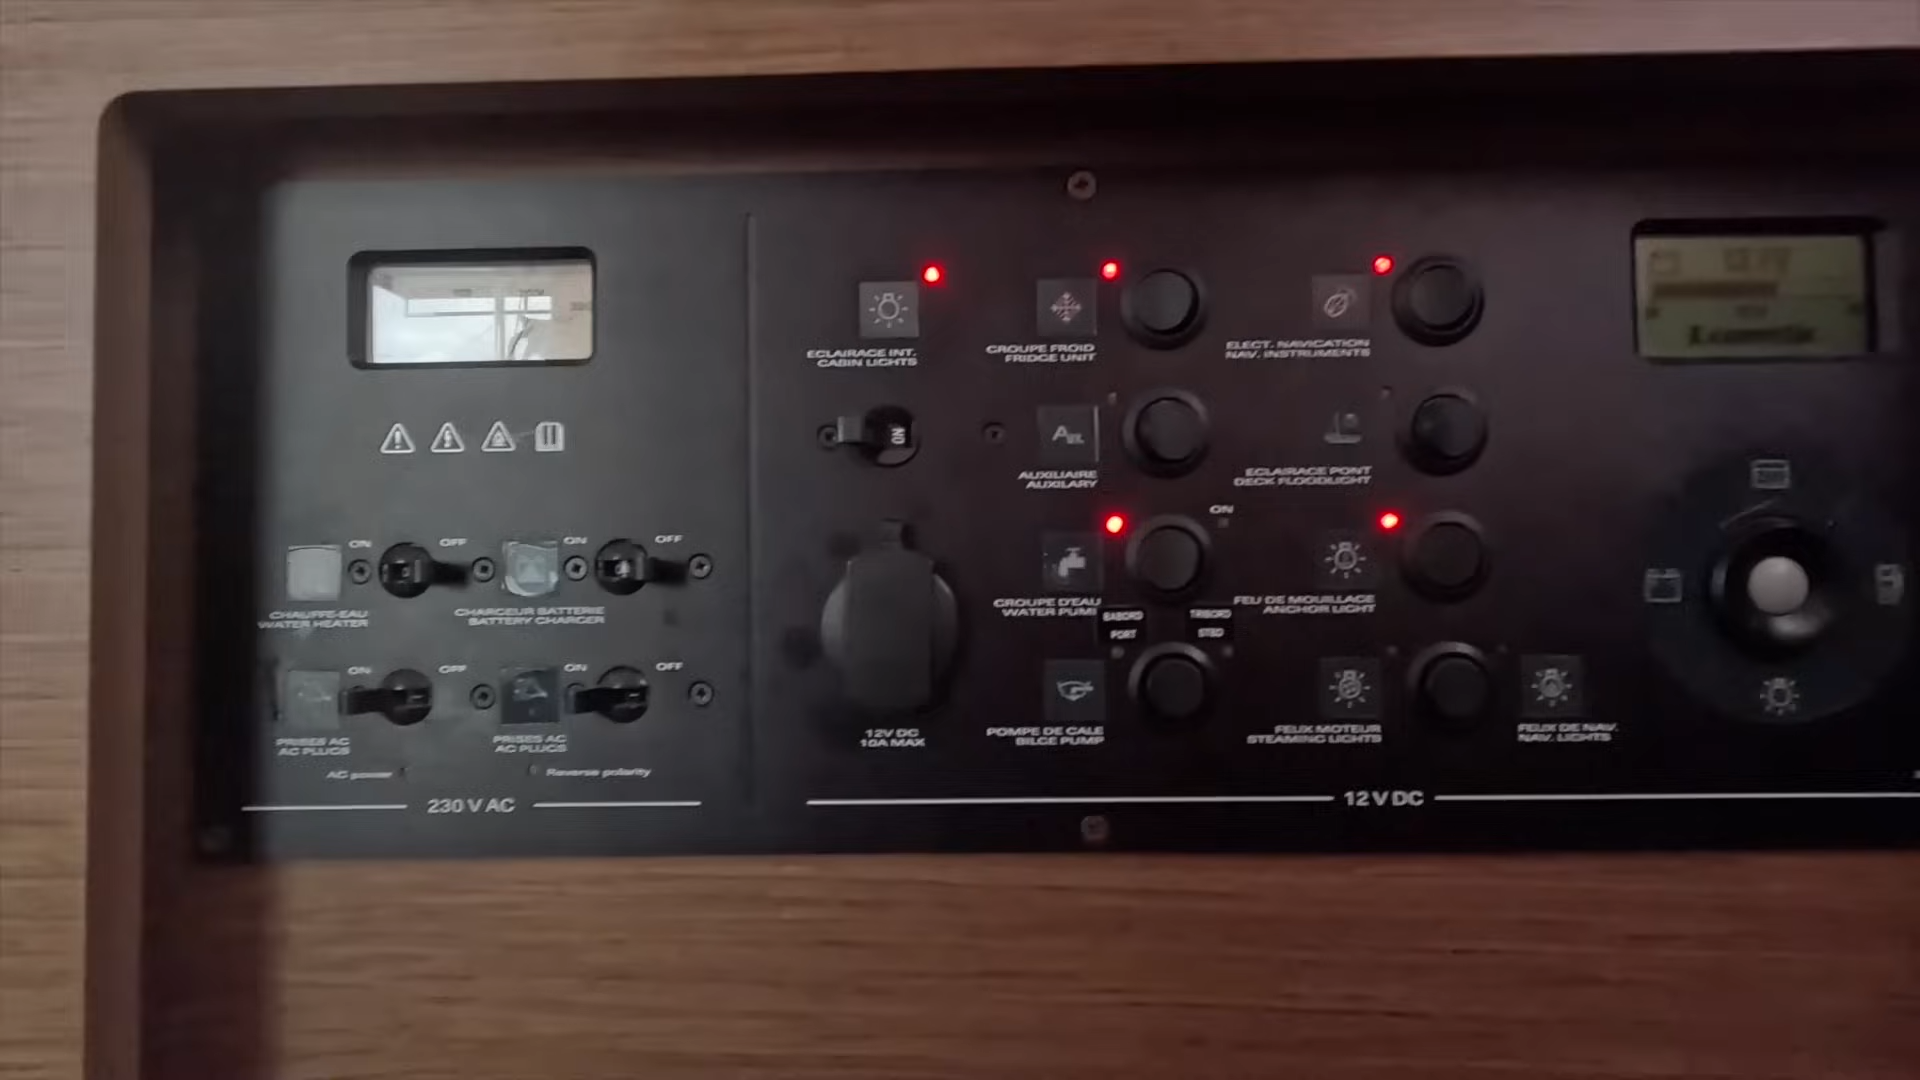 ECLAIRAGE INT.
CABIN LIGHTS
GROUPE FROID
FRIDGE UNIT
ELECT. NAVIGATION
NAV. INSTRUMENTS
ON
AUXILIAIRE
AUXILARY
ECLAIRAGE PONT
DECK FLOODLIGHT
ON
ON
OFF
ON
OFF
CHAUFFE-EAU
WATER HEATER
CHARGEUR BATTERIE
BATTERY CHARGER
GROUPE D'EAU
WATER PUMP
FEU DE MOUILLAGE
ANCHOR LIGHT
BABORD
PORT
TRIBORD
STBD
ON
OFF
ON
OFF
PRISES AC
AC PLUGS
PRISES AC
AC PLUGS
12V DC
10A MAX
POMPE DE CALE
BILGE PUMP
FEUX MOTEUR
STEAMING LIGHTS
FEUX DE NAV.
NAV. LIGHTS
AC power
Reverse polarity
230 V AC
12 V DC